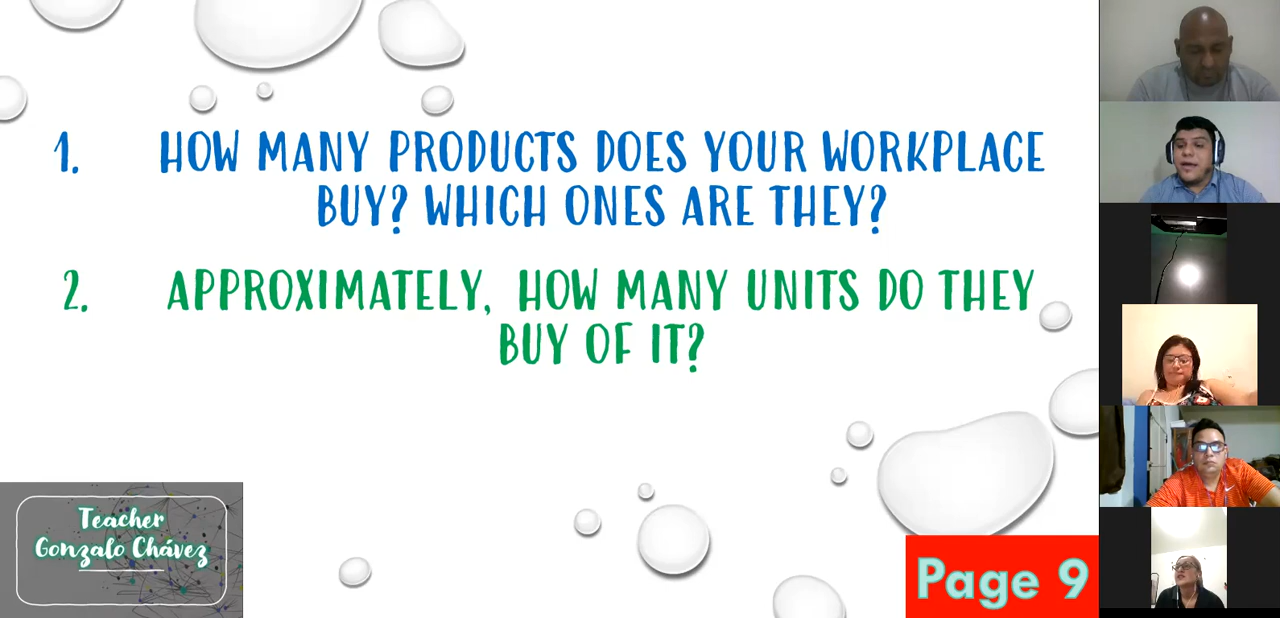 1. HOW MANY PRODUCTS DOES YOUR WORKPLACE
BUY? WHICH ONES ARE THEY?
2. APPROXIMATELY, HOW MANY UNITS DO THEY
BUY OF IT?
Teacher
Gonzalo Chávez
Page 9